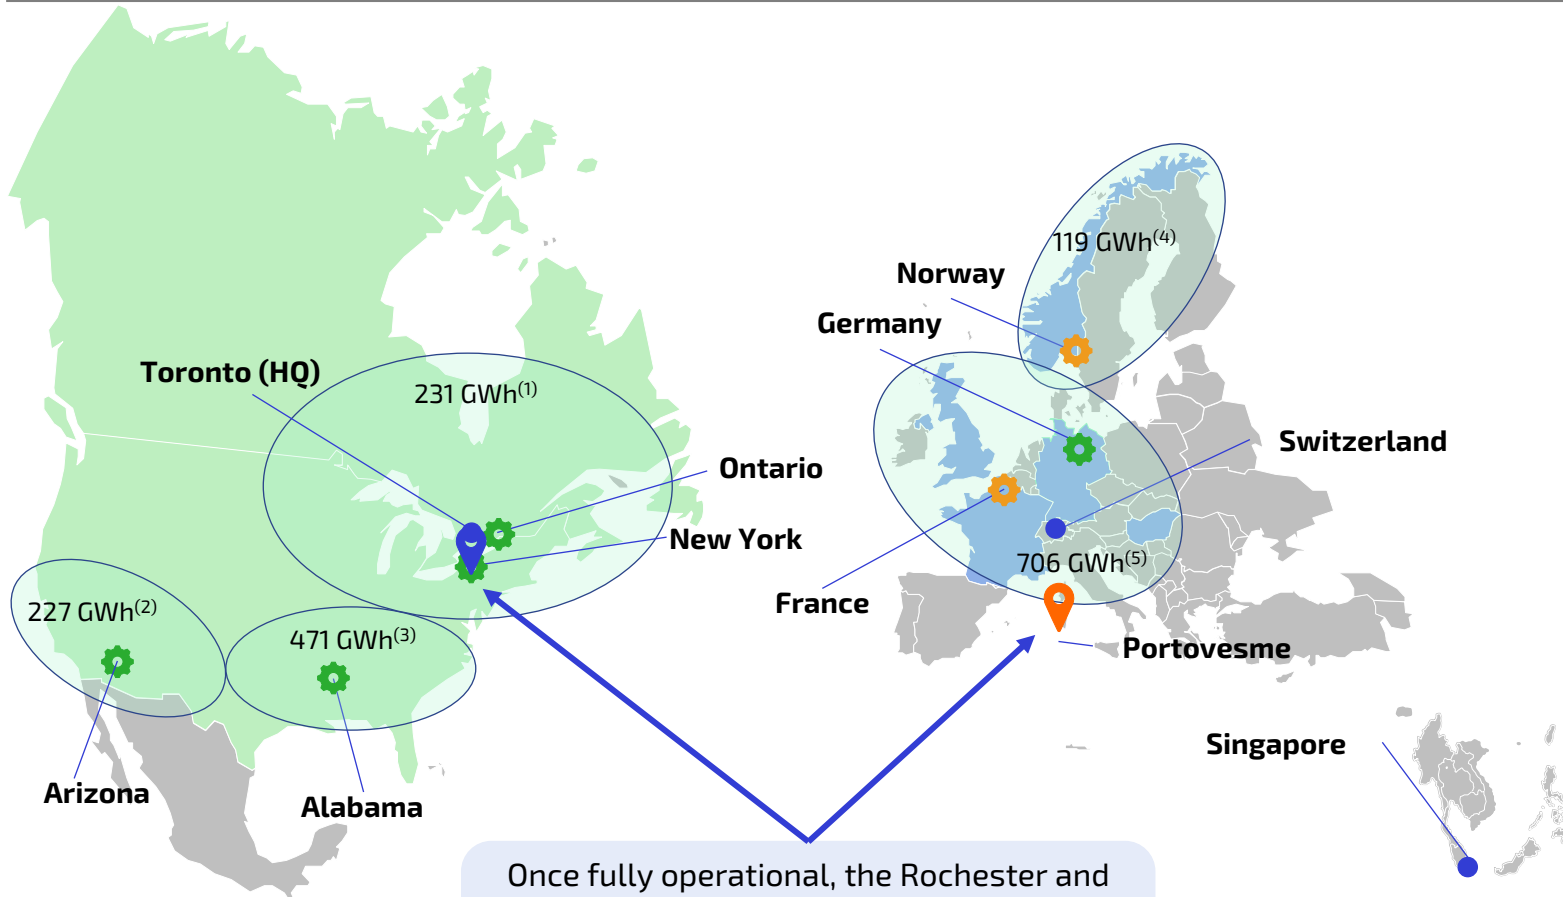 119 GWh(4)
Norway
Germany
Toronto (HQ)
231 GWh(1)
Switzerland
Ontario
New York
706 GWh(5)
France
227 GWh(2)
471 GWh(3)
Portovesme
Singapore
Arizona
Alabama
Once fully operational, the Rochester and